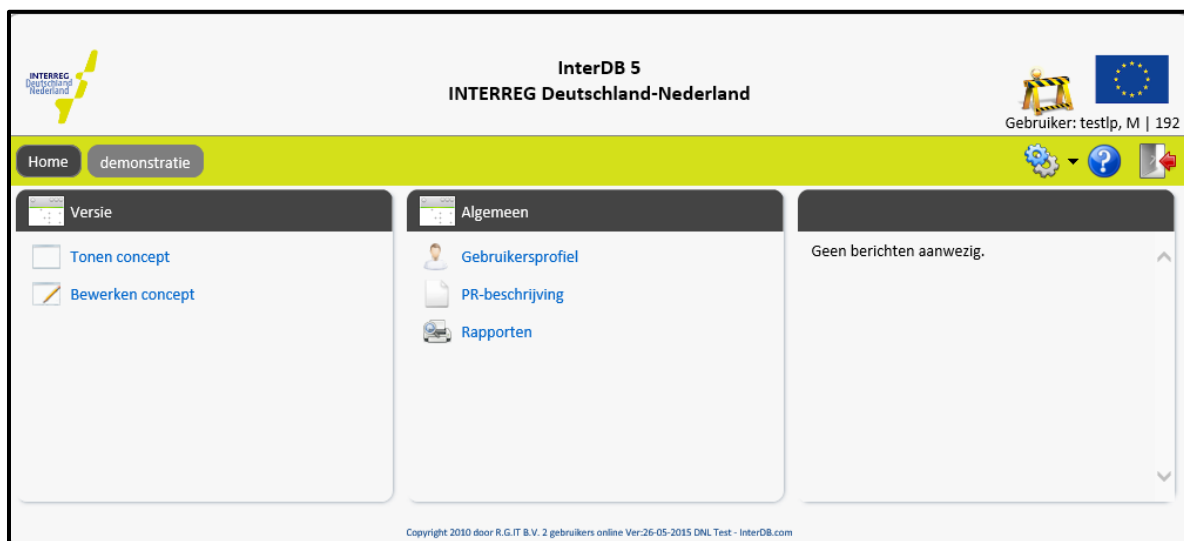 INTERREG
Deutschland
Nederland
InterDB 5
INTERREG Deutschland-Nederland
Gebruiker: testlp, M | 192
Home
demonstratie
Versie
Tonen concept
Bewerken concept
Algemeen
Gebruikersprofiel
PR-beschrijving
Rapporten
Geen berichten aanwezig.
Copyright 2010 door R.G.IT B.V. 2 gebruikers online Ver:26-05-2015 DNL Test - InterDB.com